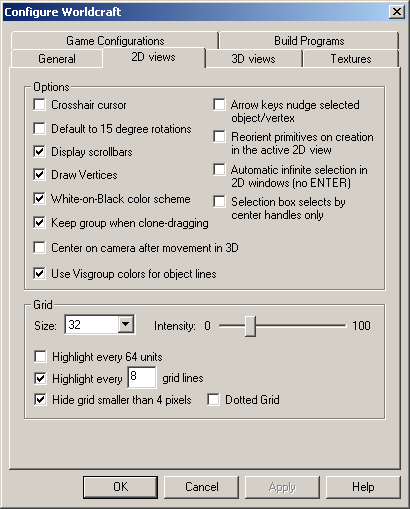 Configure Worldcraft
Game Configurations
Build Programs
General
2D views
3D views
Textures
Options
Crosshair cursor
Default to 15 degree rotations
Display scrollbars
Draw Vertices
White-on-Black color scheme
Keep group when clone-dragging
Center on camera after movement in 3D
Use Visgroup colors for object lines
Arrow keys nudge selected
object/vertex
Reorient primitives on creation
in the active 2D view
Automatic infinite selection in
2D windows (no ENTER)
Selection box selects by
center handles only
Grid
Size: 32 Intensity: 0 100
Highlight every 64 units
Highlight every 8 grid lines
Hide grid smaller than 4 pixels Dotted Grid
OK Cancel Apply Help